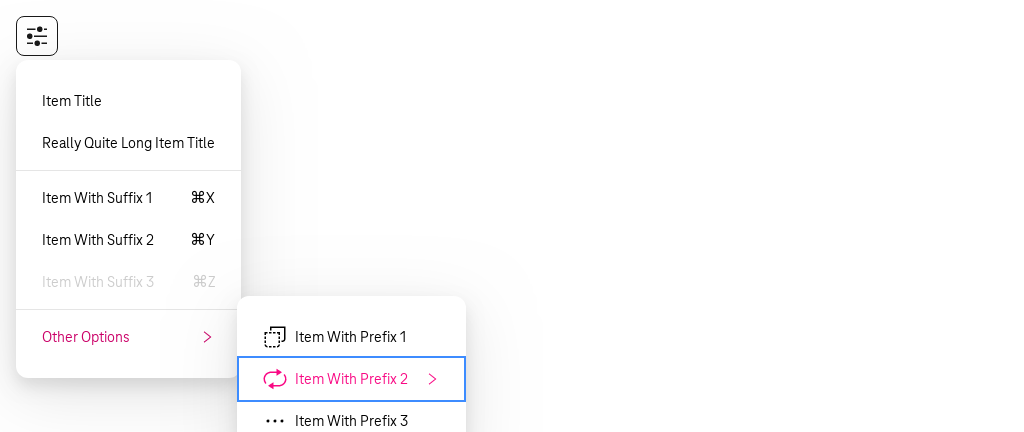 Item Title
Really Quite Long Item Title
Item With Suffix 1 ⌘X
Item With Suffix 2 ⌘Y
Item With Suffix 3 ⌘Z
Other Options
Item With Prefix 1
Item With Prefix 2
Item With Prefix 3